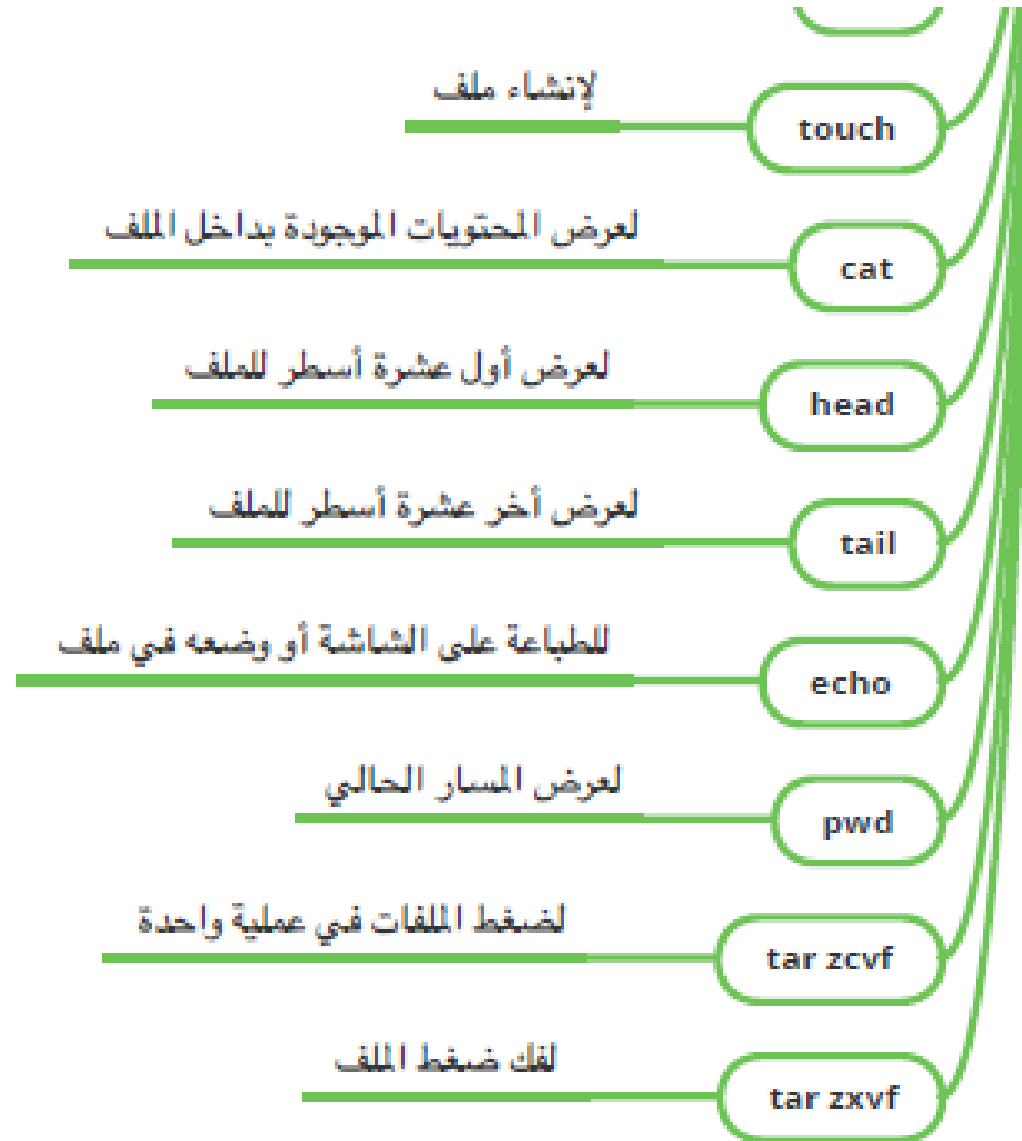 touch
لإنشاء ملف
cat
لعرض المحتويات الموجودة بداخل الملف
head
لعرض أول عشرة أسطر للملف
tail
لعرض أخر عشرة أسطر للملف
echo
للطباعة على الشاشة أو وضعه في ملف
pwd
لعرض المسار الحالي
tar zcvf
لضغط الملفات في عملية واحدة
tar zxvf
لفك ضغط الملف